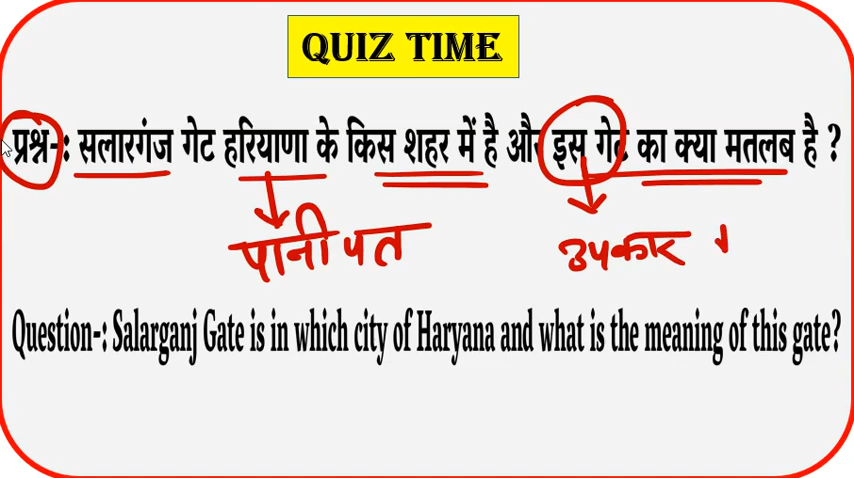 QUIZ TIME
प्रश्न-: सलारगंज गेट हरियाणा के किस शहर में है और इस गेट का क्या मतलब है ?
पानीपत
उपकार
Question-: Salarganj Gate is in which city of Haryana and what is the meaning of this gate?